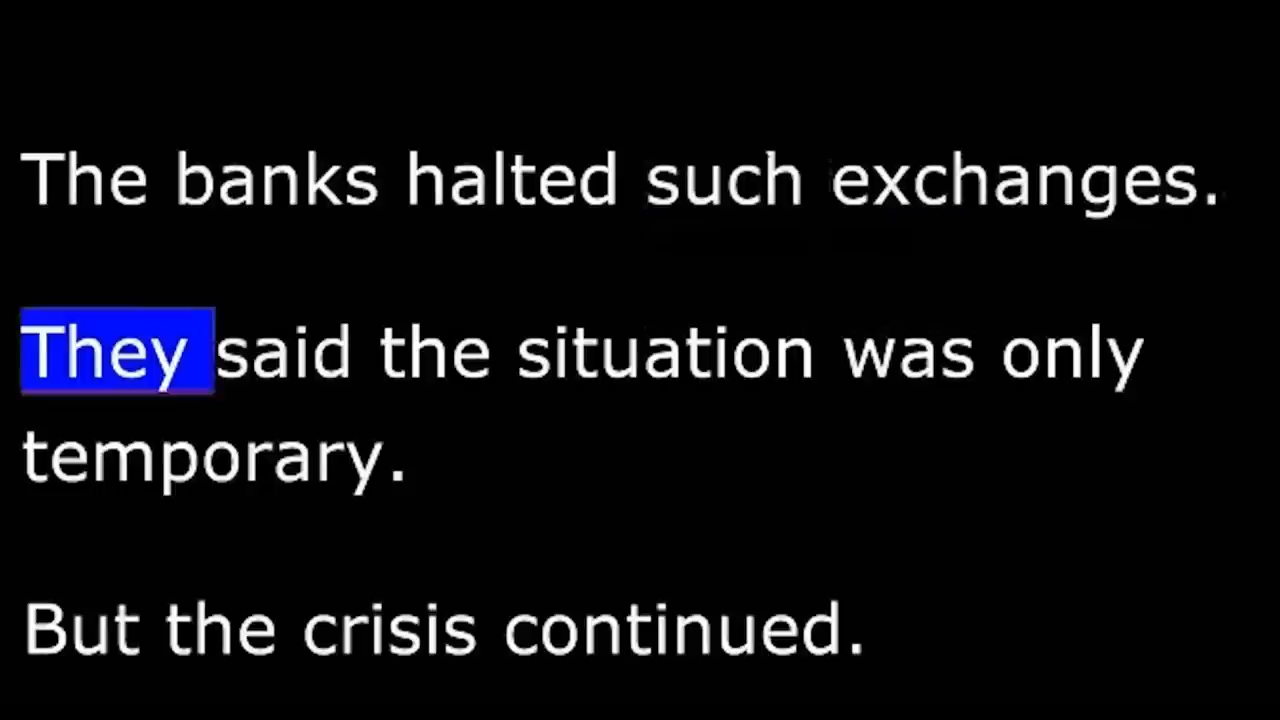 The banks halted such exchanges.
They said the situation was only
temporary.
But the crisis continued.